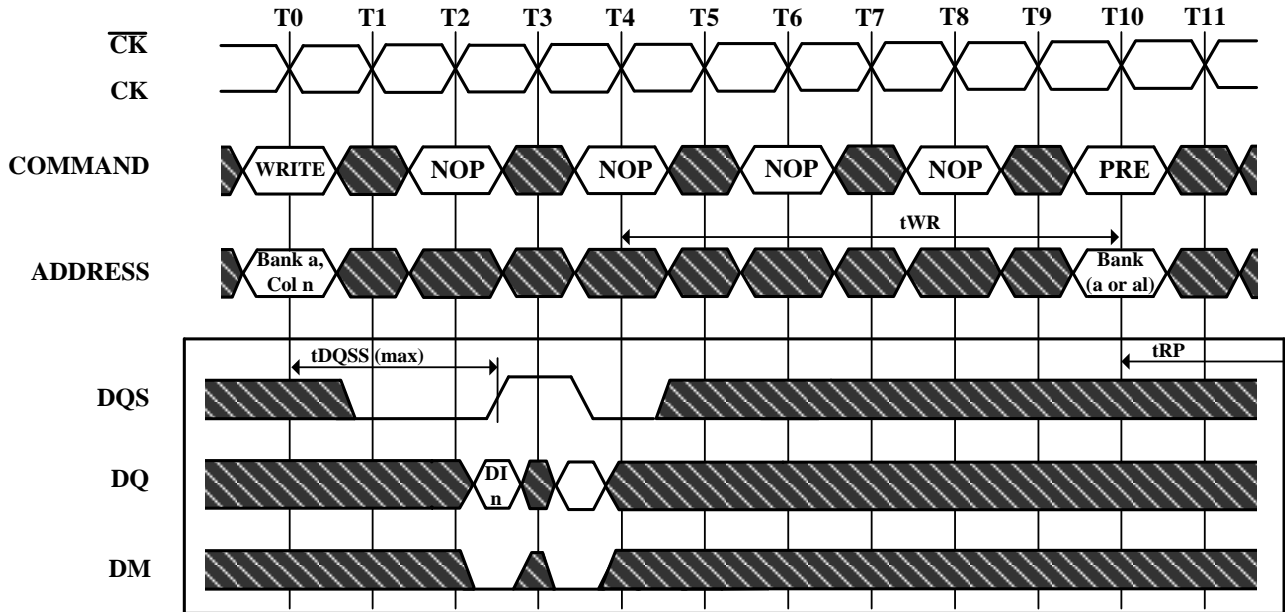 T0 T1 T2 T3 T4 T5 T6 T7 T8 T9 T10 T11
CK
CK
COMMAND WRITE NOP NOP NOP NOP PRE
tWR
ADDRESS Bank a, Col n Bank (a or al)
tDQSS (max) tRP
DQS
DQ DI n
DM